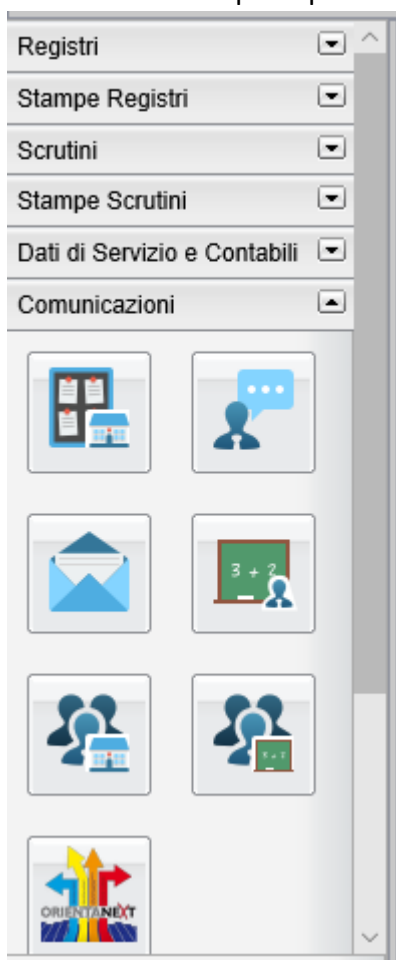 Registri
Stampe Registri
Scrutini
Stampe Scrutini
Dati di Servizio e Contabili
Comunicazioni
3 + 2
ORIENTANEXT